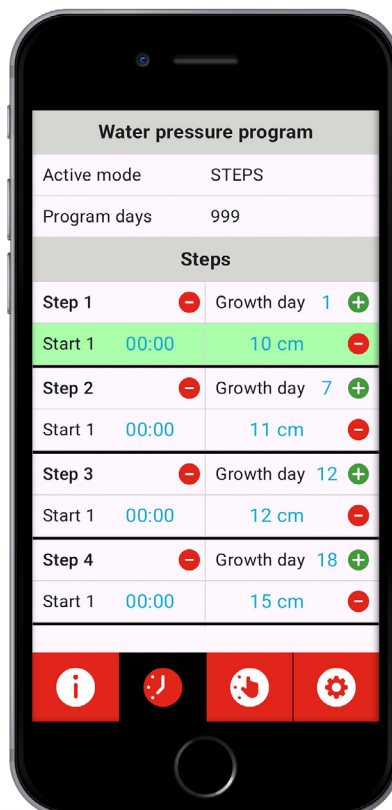 Water pressure program
Active mode STEPS
Program days 999
Steps
Step 1 Growth day 1
Start 1 00:00 10 cm
Step 2 Growth day 7
Start 1 00:00 11 cm
Step 3 Growth day 12
Start 1 00:00 12 cm
Step 4 Growth day 18
Start 1 00:00 15 cm